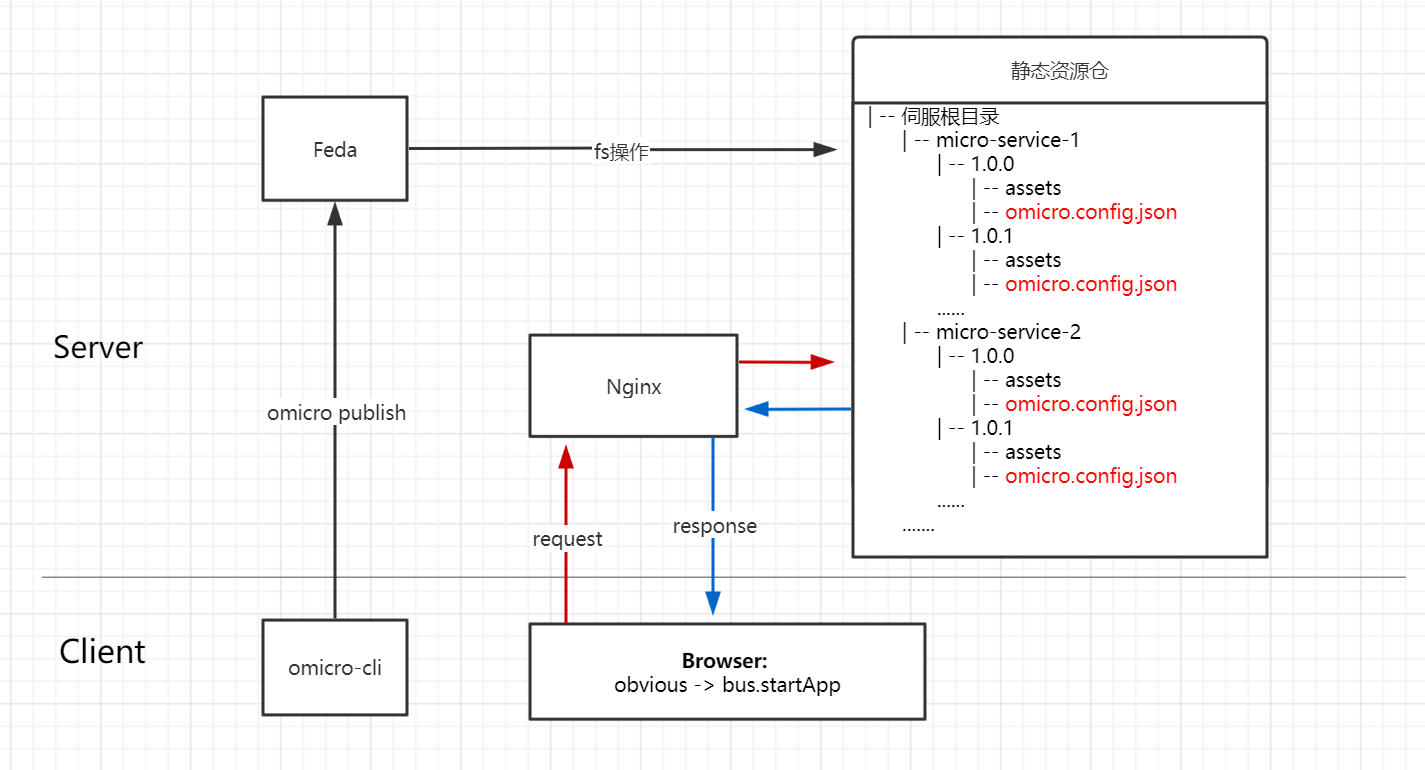 静态资源仓
| -- 伺服根目录
| -- micro-service-1
| -- 1.0.0
| -- assets
| -- omicro.config.json
| -- 1.0.1
| -- assets
| -- omicro.config.json
......
| -- micro-service-2
| -- 1.0.0
| -- assets
| -- omicro.config.json
| -- 1.0.1
| -- assets
| -- omicro.config.json
......
.......
Feda
fs操作
Server
Nginx
omicro publish
request
response
Client
omicro-cli
Browser:
obvious -> bus.startApp